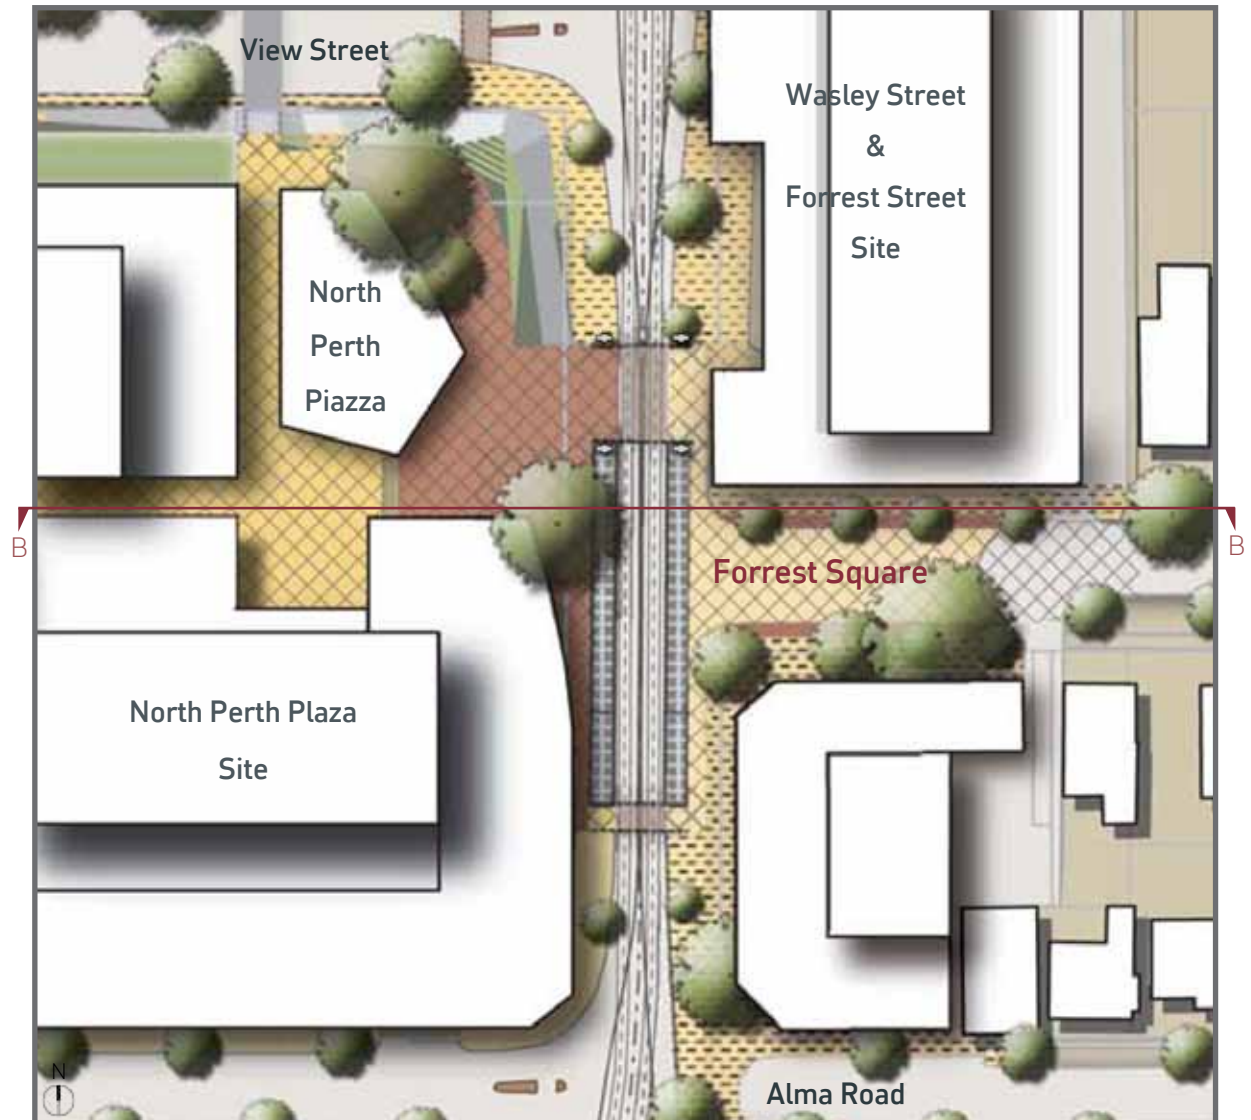 View Street
Wasley Street
&
Forrest Street
Site
North
Perth
Piazza
B
B
Forrest Square
North Perth Plaza
Site
N
Alma Road